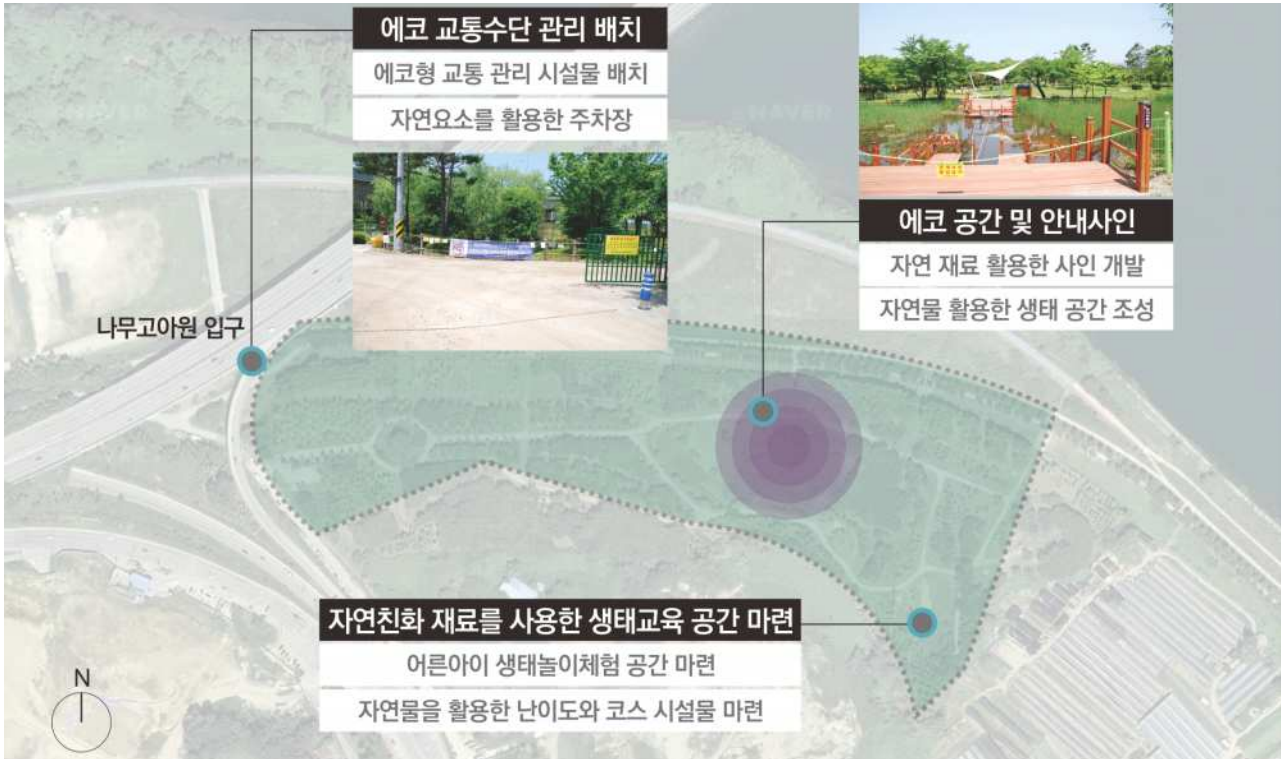 에코 교통수단 관리 배치
에코형 교통 관리 시설물 배치
자연요소를 활용한 주차장
에코 공간 및 안내사인
자연 재료 활용한 사인 개발
자연물 활용한 생태 공간 조성
나무고아원 입구
자연친화 재료를 사용한 생태교육 공간 마련
어른아이 생태놀이체험 공간 마련
자연물을 활용한 난이도와 코스 시설물 마련
N
NAVER